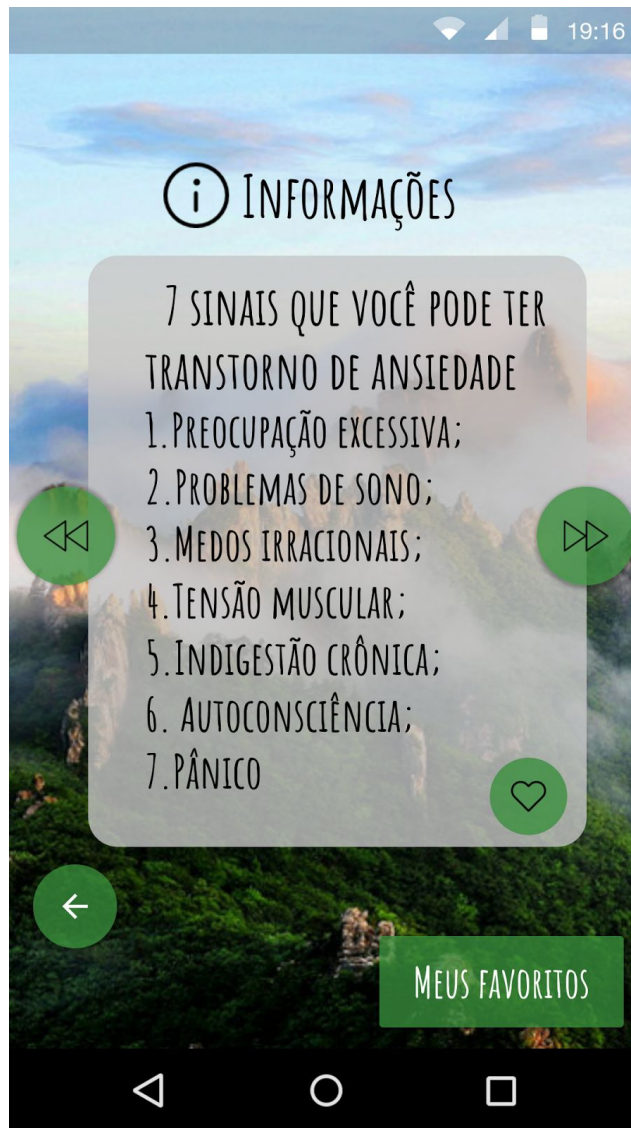 19:16
Informações
7 sinais que você pode ter
transtorno de ansiedade
1.Preocupação excessiva;
2.Problemas de sono;
3.Medos irracionais;
4.Tensão muscular;
5.Indigestão crônica;
6. Autoconsciência;
7.Pânico
Meus favoritos